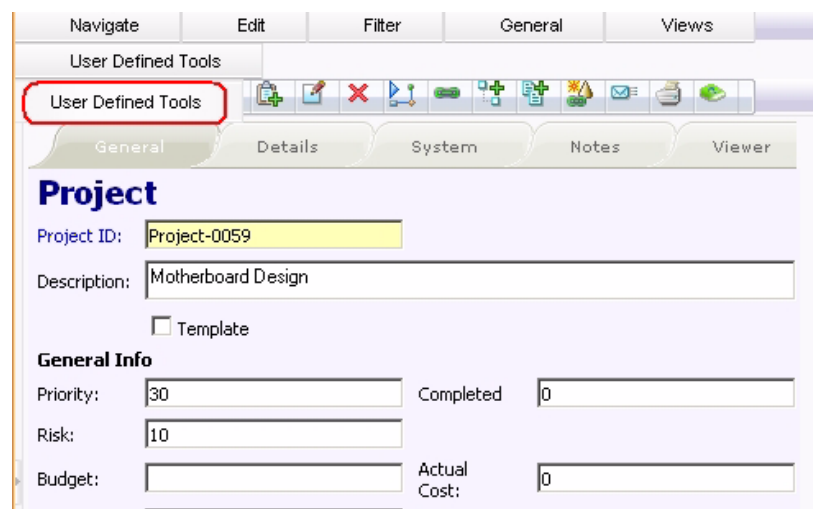 Navigate Edit Filter General Views
User Defined Tools
User Defined Tools
General Details System Notes Viewer
Project
Project ID: Project-0059
Description: Motherboard Design
Template
General Info
Priority: 30 Completed 0
Risk: 10
Budget: Actual Cost: 0